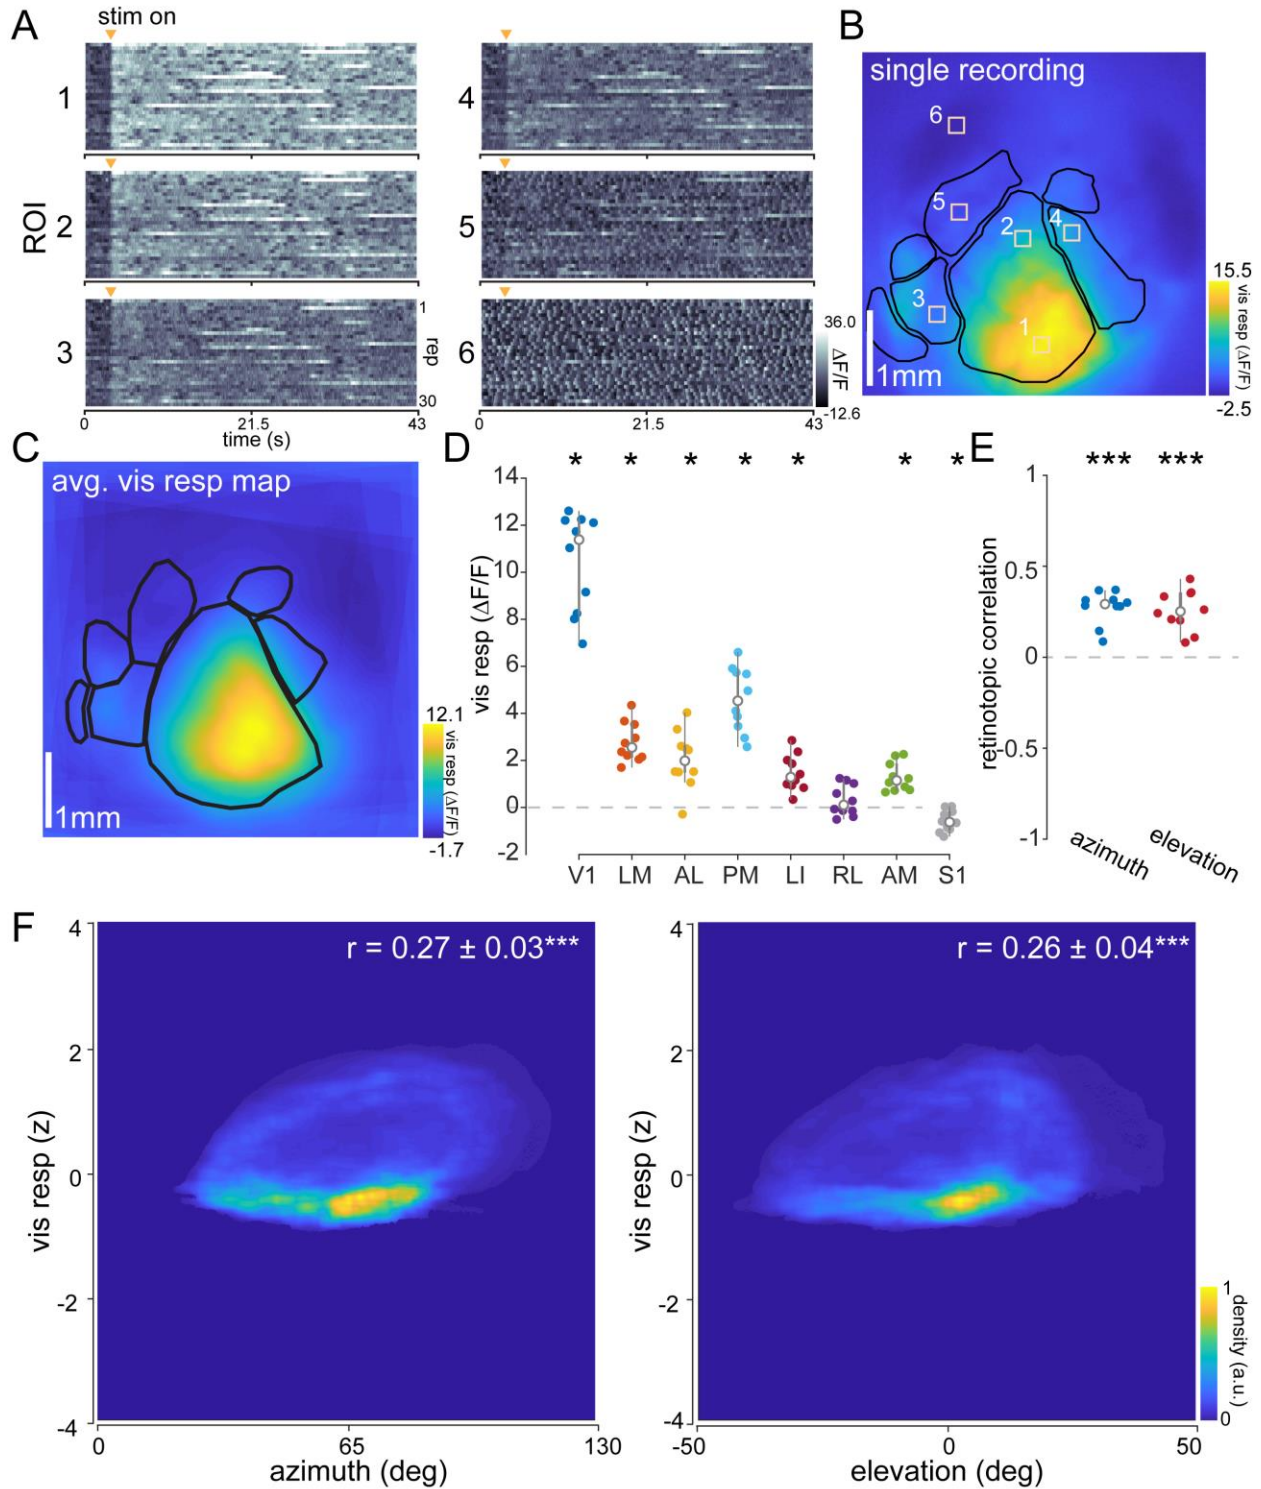 A
stim on
ROI
1
2
3
4
5
6
1
rep
30
0
21.5
43
time (s)
0
21.5
43
36.0
ΔF/F
-12.6
B
single recording
6
5
2
4
3
1
1mm
15.5
vis resp (ΔF/F)
-2.5
C
avg. vis resp map
1mm
12.1
vis resp (ΔF/F)
-1.7
D
* * * * * * *
vis resp (ΔF/F)
14
12
10
8
6
4
2
0
-2
V1 LM AL PM LI RL AM S1
E
*** ***
retinotopic correlation
1
0.5
0
-0.5
-1
azimuth
elevation
F
r = 0.27 ± 0.03***
vis resp (z)
4
2
0
-2
-4
0
65
130
azimuth (deg)
r = 0.26 ± 0.04***
vis resp (z)
4
2
0
-2
-4
-50
0
50
elevation (deg)
1
density (a.u.)
0